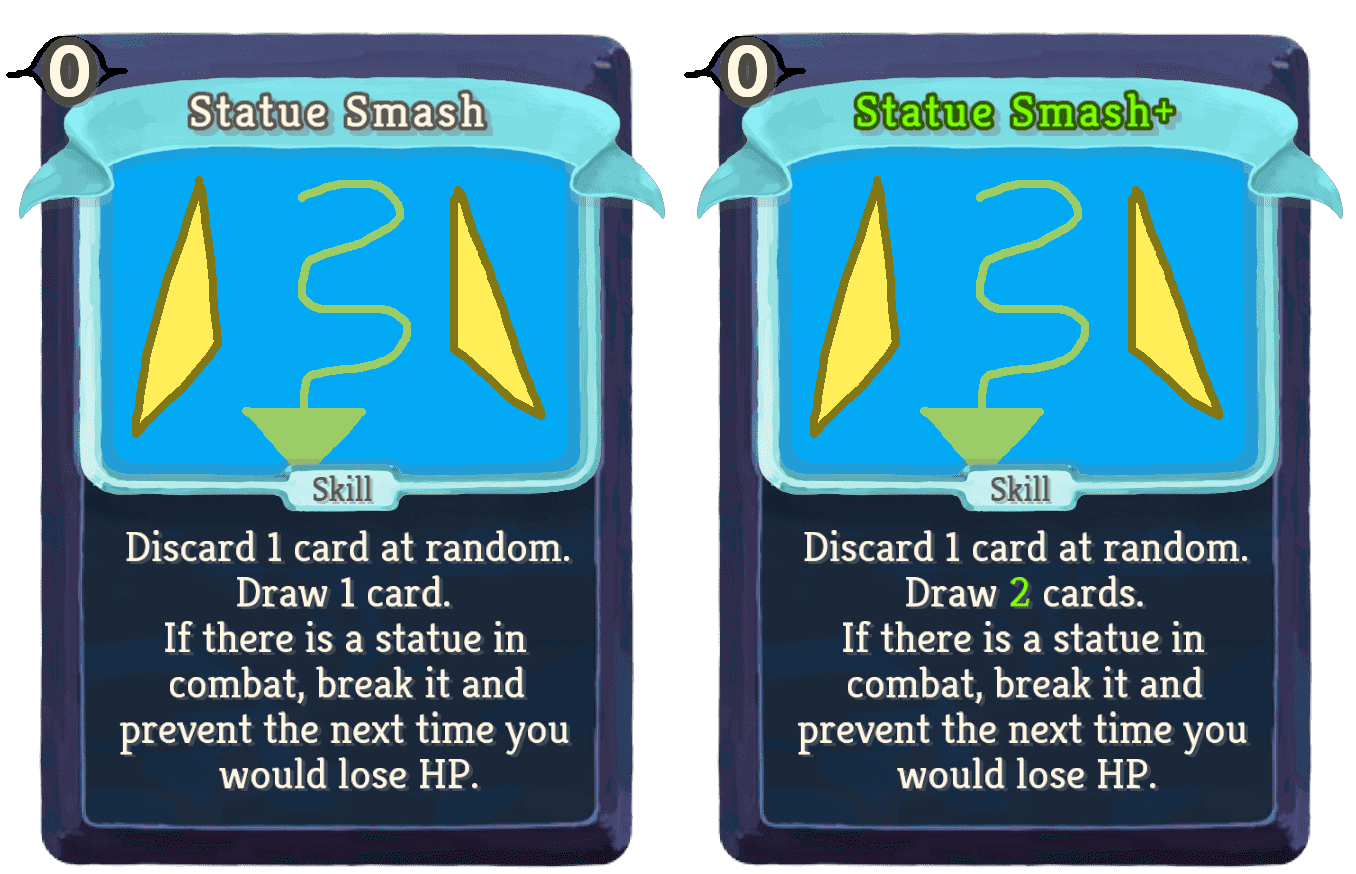 0
Statue Smash
Skill
Discard 1 card at random.
Draw 1 card.
If there is a statue in
combat, break it and
prevent the next time you
would lose HP.
0
Statue Smash+
Skill
Discard 1 card at random.
Draw 2 cards.
If there is a statue in
combat, break it and
prevent the next time you
would lose HP.